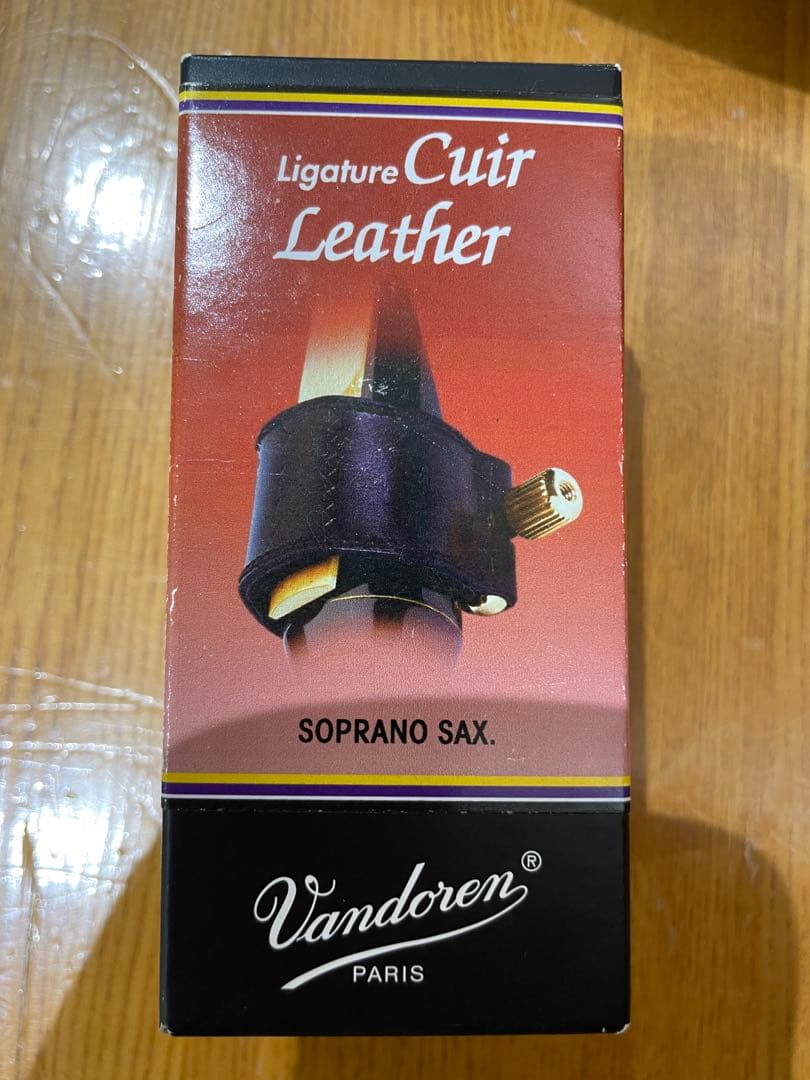 Ligature Cuir
Leather
SOPRANO SAX.
Vandoren®
PARIS